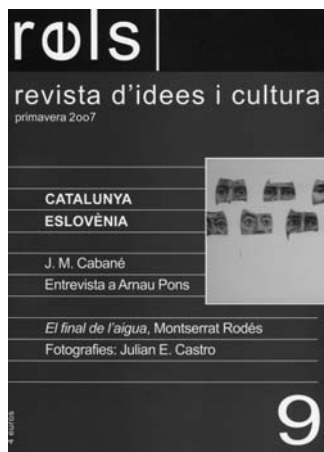 rels
revista d'idees i cultura
primavera 2oo7
CATALUNYA
ESLOVÈNIA
J. M. Cabané
Entrevista a Arnau Pons
El final de l'aigua, Montserrat Rodés
Fotografies: Julian E. Castro
4 euros
9